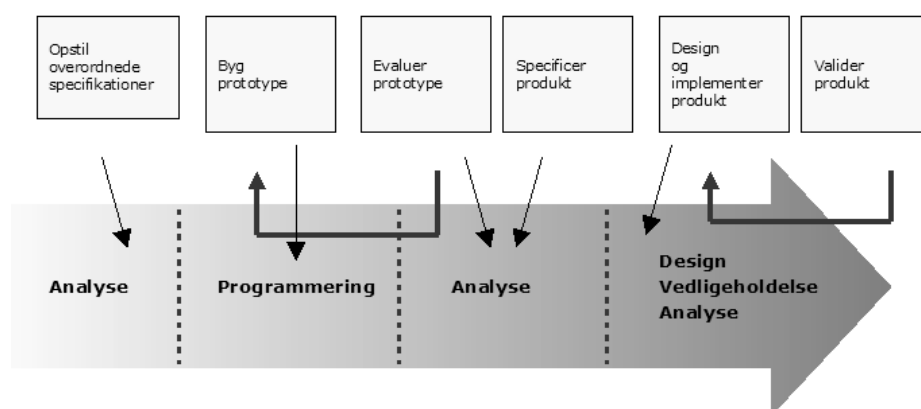 Opstil
overordnede
specifikationer
Byg
prototype
Evaluer
prototype
Specificer
produkt
Design
og
implementer
produkt
Valider
produkt
Analyse
Programmering
Analyse
Design
Vedligeholdelse
Analyse